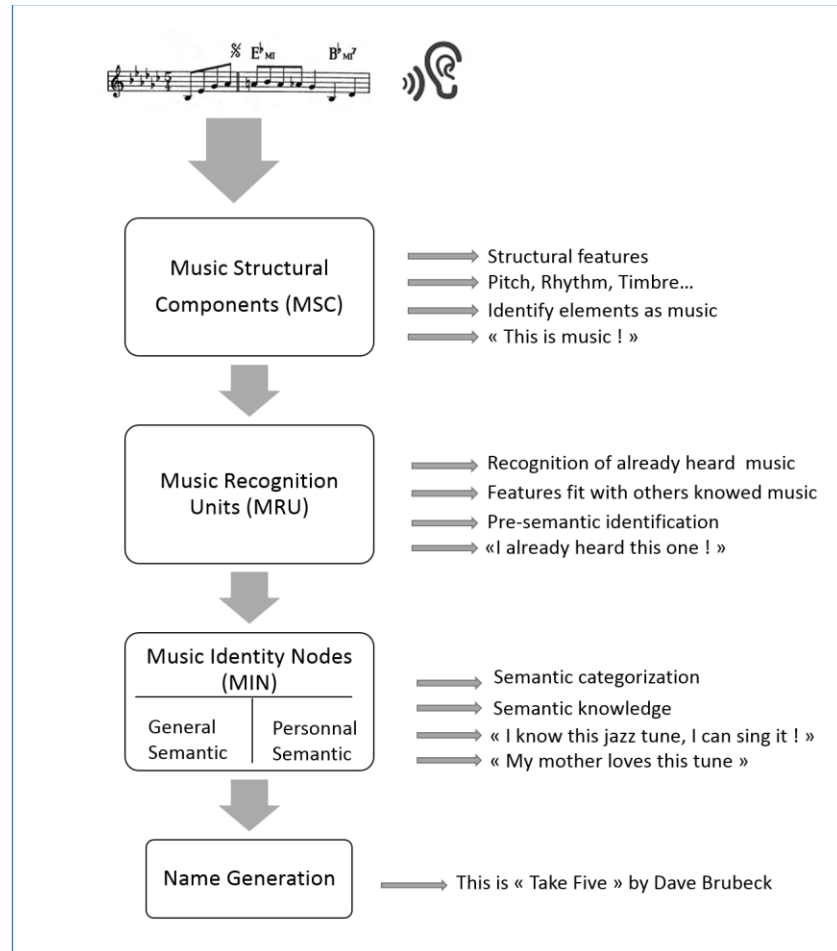 E♭MI B♭MI7
5
4
Music Structural
Components (MSC)
Structural features
Pitch, Rhythm, Timbre…
Identify elements as music
« This is music ! »
Music Recognition
Units (MRU)
Recognition of already heard music
Features fit with others knowed music
Pre-semantic identification
«I already heard this one ! »
Music Identity Nodes
(MIN)
General
Semantic
Personnal
Semantic
Semantic categorization
Semantic knowledge
« I know this jazz tune, I can sing it ! »
« My mother loves this tune »
Name Generation
This is « Take Five » by Dave Brubeck